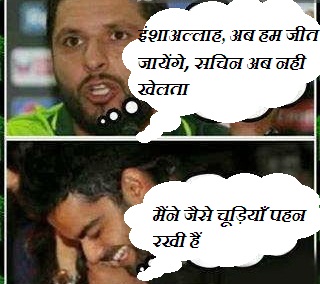 इंशाअल्लाह, अब हम जीत
जायेंगे, सचिन अब नही
खेलता
मैंने जैसे चूड़ियाँ पहन
रखी हैं